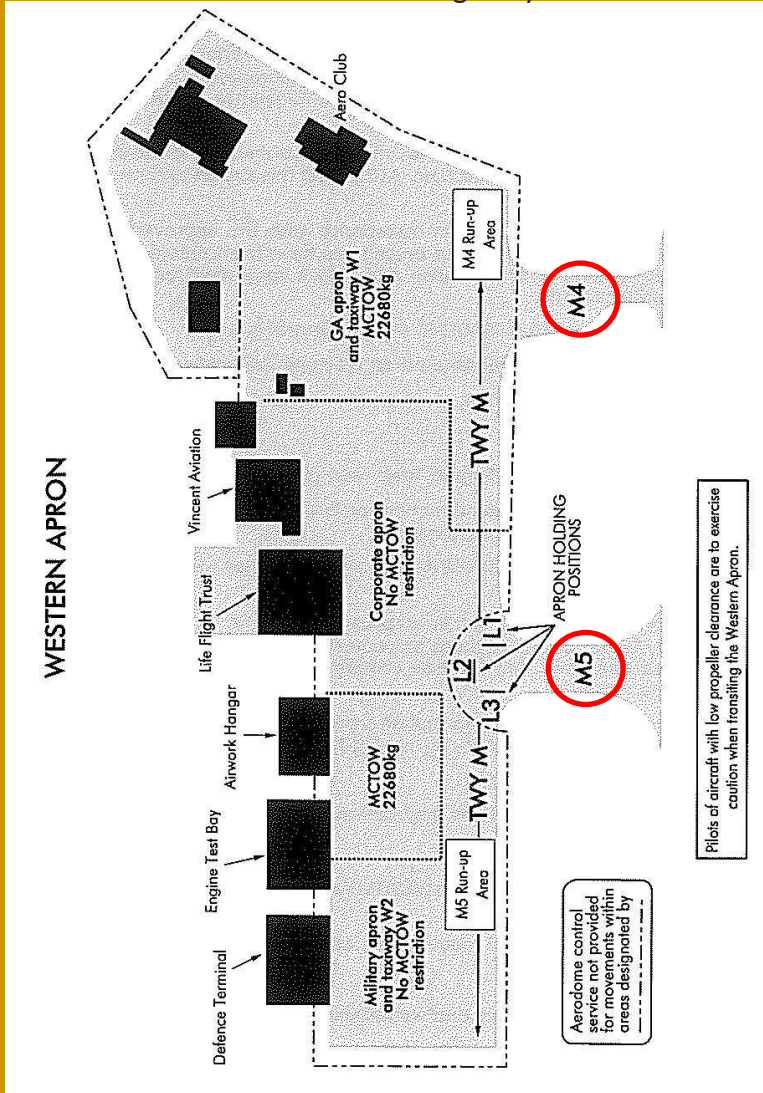 WESTERN APRON
Defence Terminal
Engine Test Bay
Airwork Hangar
Life Flight Trust
Vincent Aviation
Aero Club
Military apron
and taxiway W2
No MCTOW
restriction
MCTOW
22680kg
Corporate apron
No MCTOW
restriction
GA apron
and taxiway W1
MCTOW
22680kg
M5 Run-up
Area
TWY M
L3
L2
L1
TWY M
M4 Run-up
Area
APRON HOLDING
POSITIONS
M5
M4
Aerodome control
service not provided
for movements within
areas designated by
Pilots of aircraft with low propeller clearance are to exercise
caution when transiting the Western Apron.